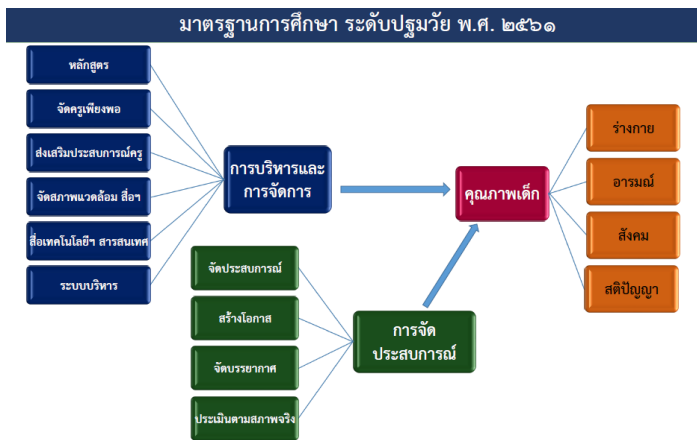 มาตรฐานการศึกษา ระดับปฐมวัย พ.ศ. ๒๕๖๑
หลักสูตร
จัดครูเพียงพอ
ส่งเสริมประสบการณ์ครู
จัดสภาพแวดล้อม สื่อฯ
สื่อเทคโนโลยีฯ สารสนเทศ
ระบบบริหาร
การบริหารและ
การจัดการ
จัดประสบการณ์
สร้างโอกาส
จัดบรรยากาศ
ประเมินตามสภาพจริง
การจัด
ประสบการณ์
คุณภาพเด็ก
ร่างกาย
อารมณ์
สังคม
สติปัญญา